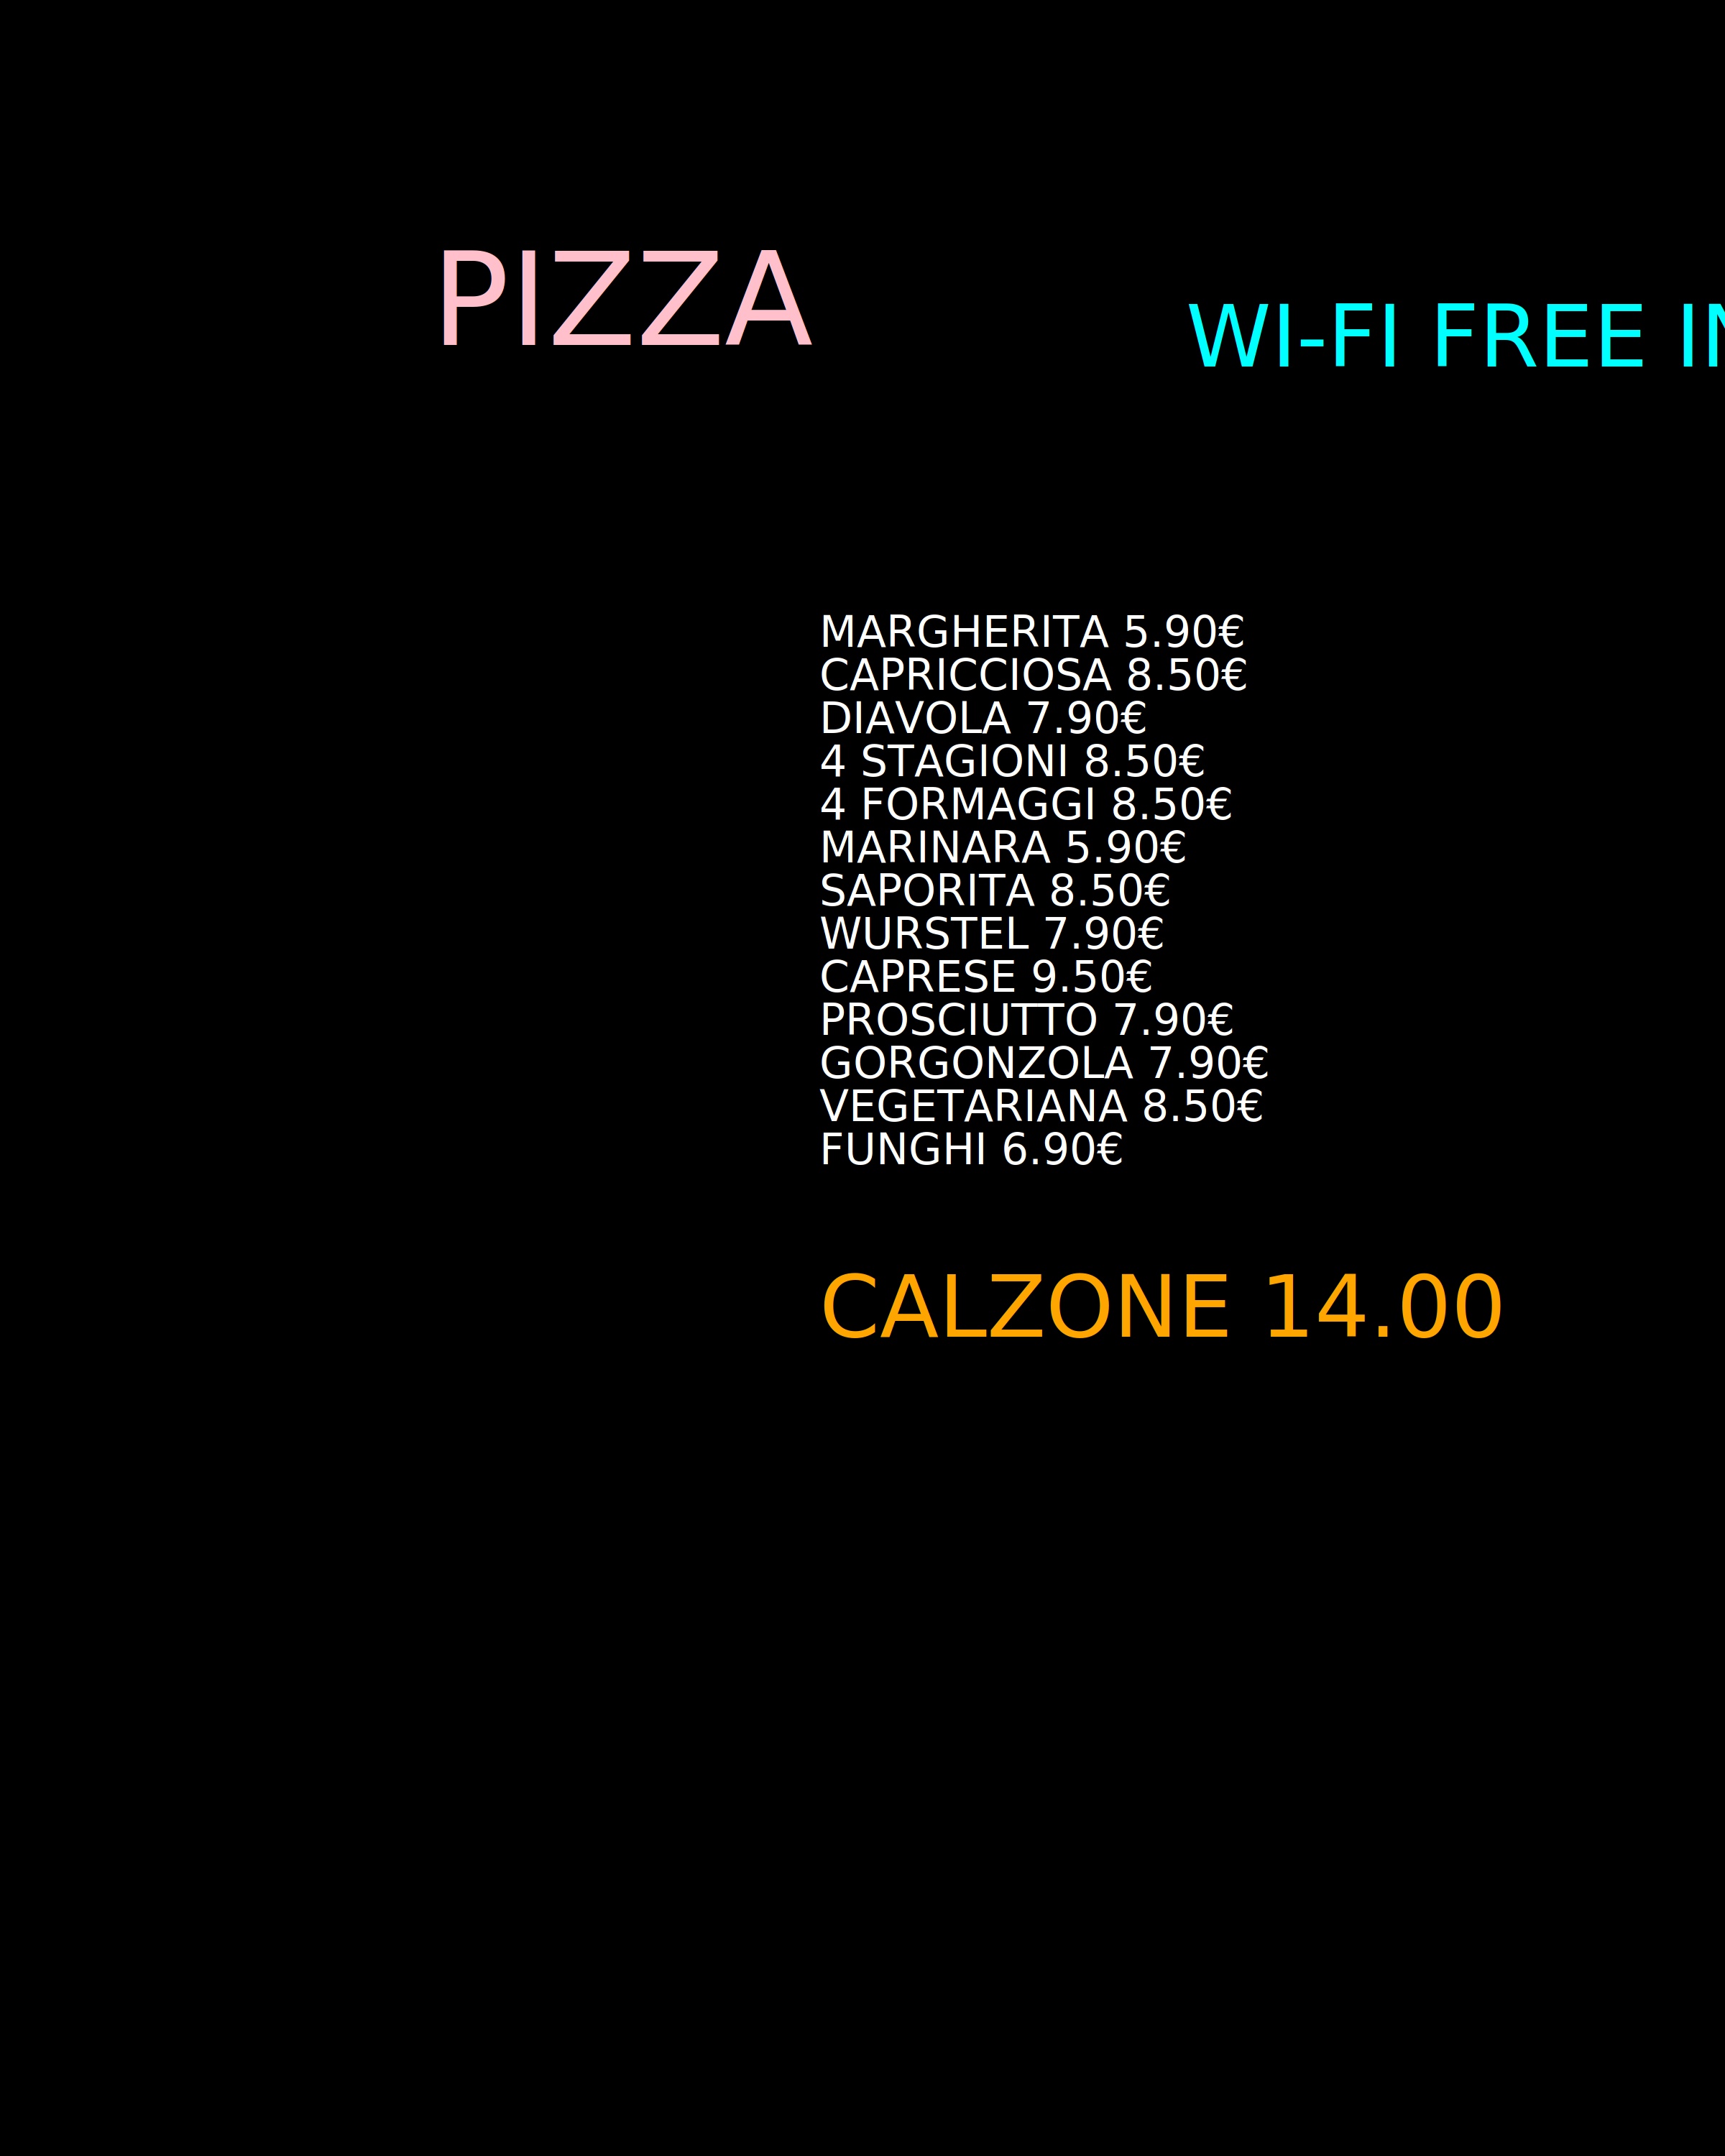 PIZZA
WI-FI FREE
MARGHERITA 5.90€
CAPRICCIOSA 8.50€
DIAVOLA 7.90€
4 STAGIONI 8.50€
4 FORMAGGI 8.50€
MARINARA 5.90€
SAPORITA 8.50€
WURSTEL 7.90€
CAPRESE 9.50€
PROSCIUTTO 7.90€
GORGONZOLA 7.90€
VEGETARIANA 8.50€
FUNGHI 6.90€
CALZONE 14.00